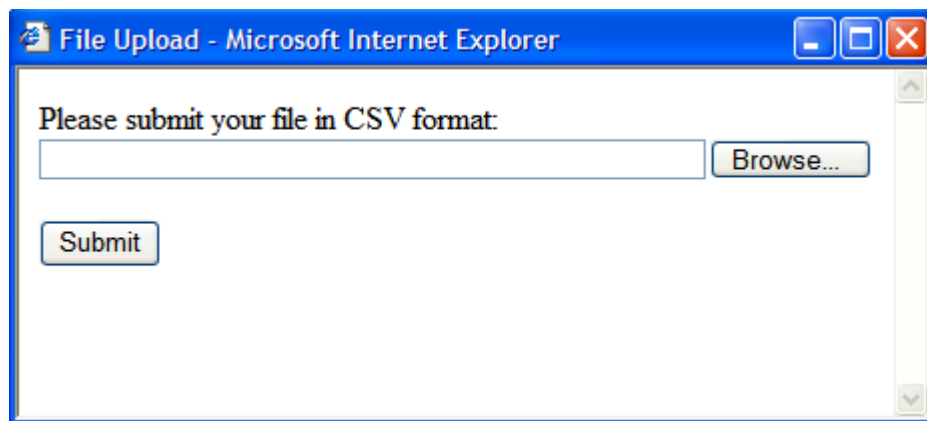 File Upload - Microsoft Internet Explorer
Please submit your file in CSV format:
Browse...
Submit